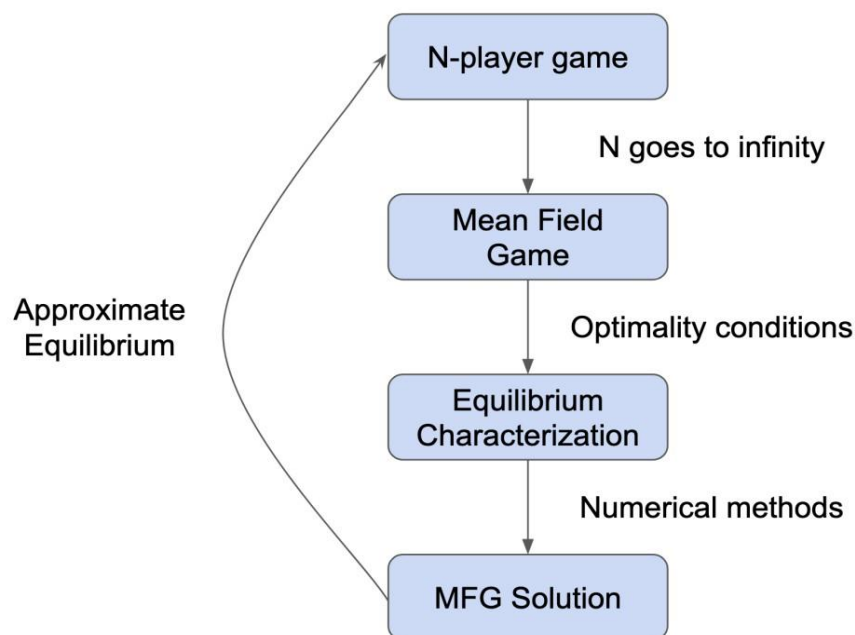 N-player game
N goes to infinity
Mean Field
Game
Approximate
Equilibrium
Optimality conditions
Equilibrium
Characterization
Numerical methods
MFG Solution